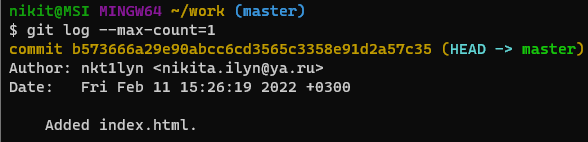 nikit@MSI MINGW64 ~/work (master)
$ git log --max-count=1
commit b573666a29e90abcc6cd3565c3358e91d2a57c35 (HEAD -> master)
Author: nkt1lyn <nikita.ilyn@ya.ru>
Date:   Fri Feb 11 15:26:19 2022 +0300

    Added index.html.